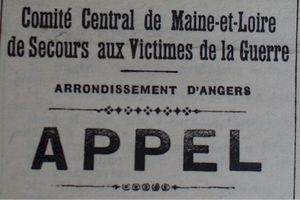 Comité Central de Maine-et-Loire
de Secours aux Victimes de la Guerre
ARRONDISSEMENT D'ANGERS
APPEL